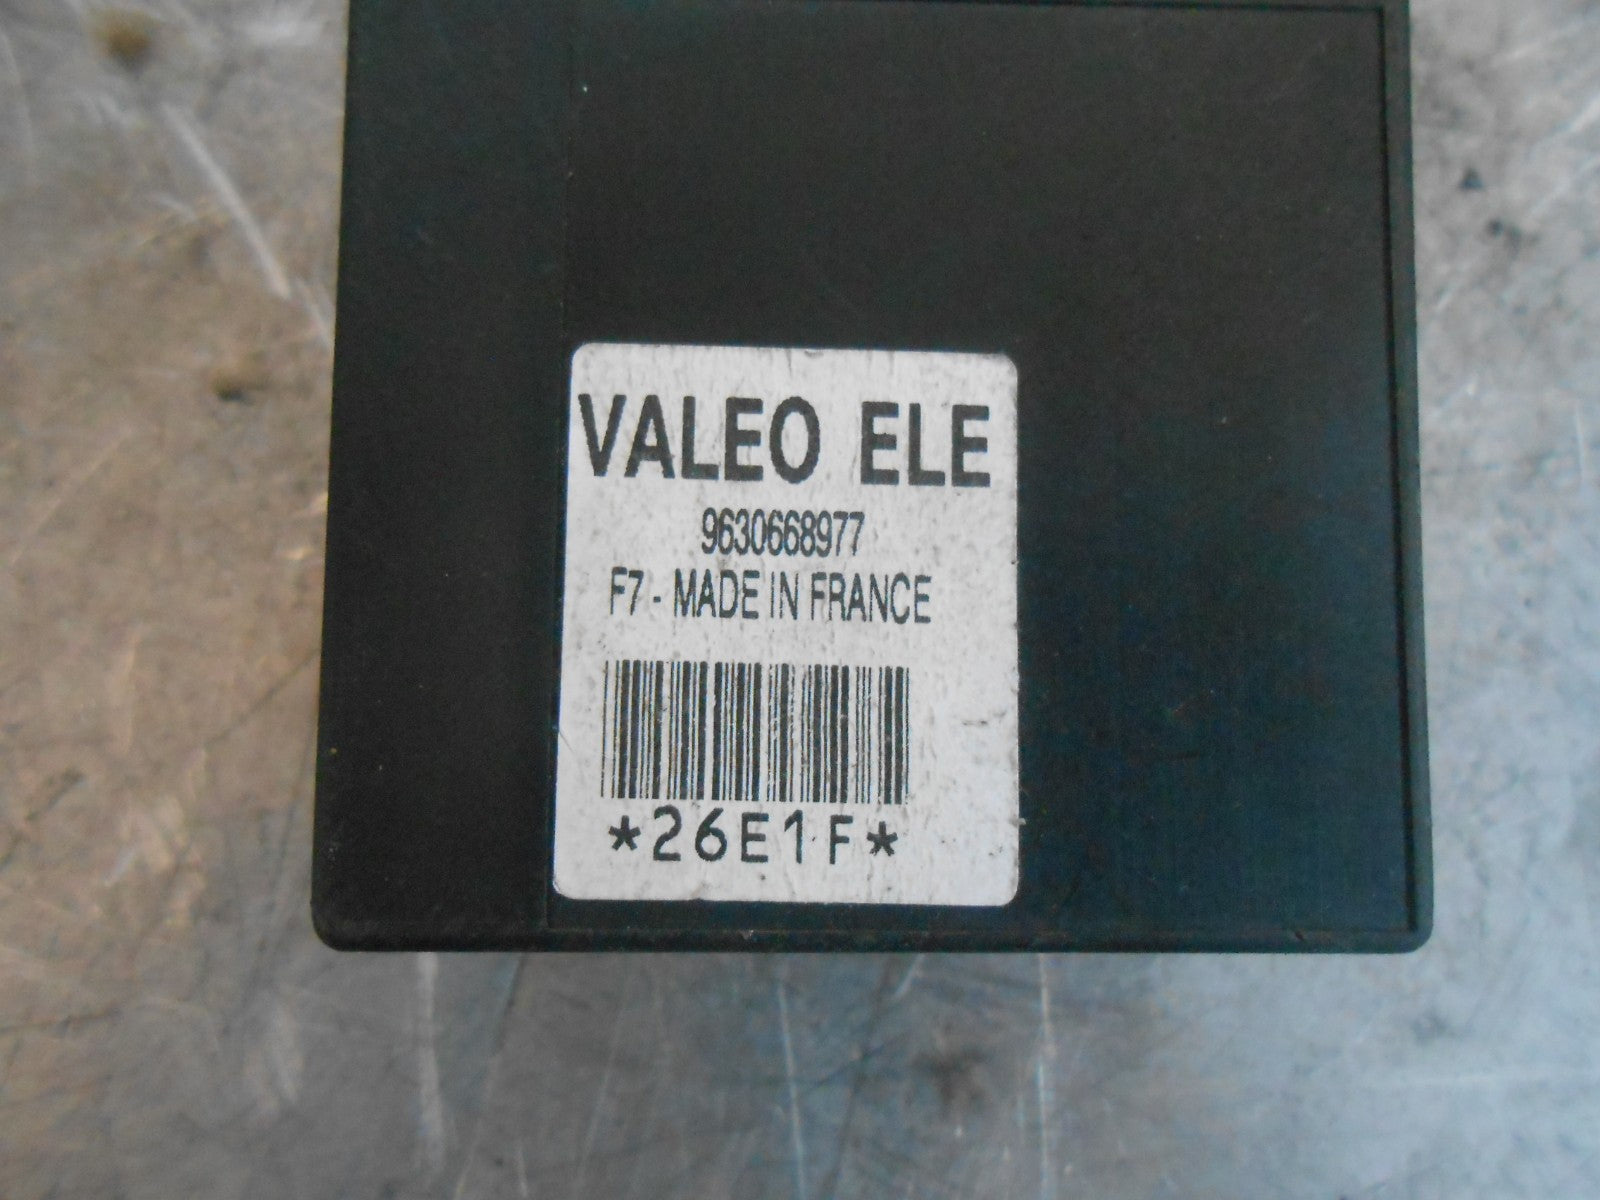 VALEO ELE
9630668977
F7 - MADE IN FRANCE
*26E1F*